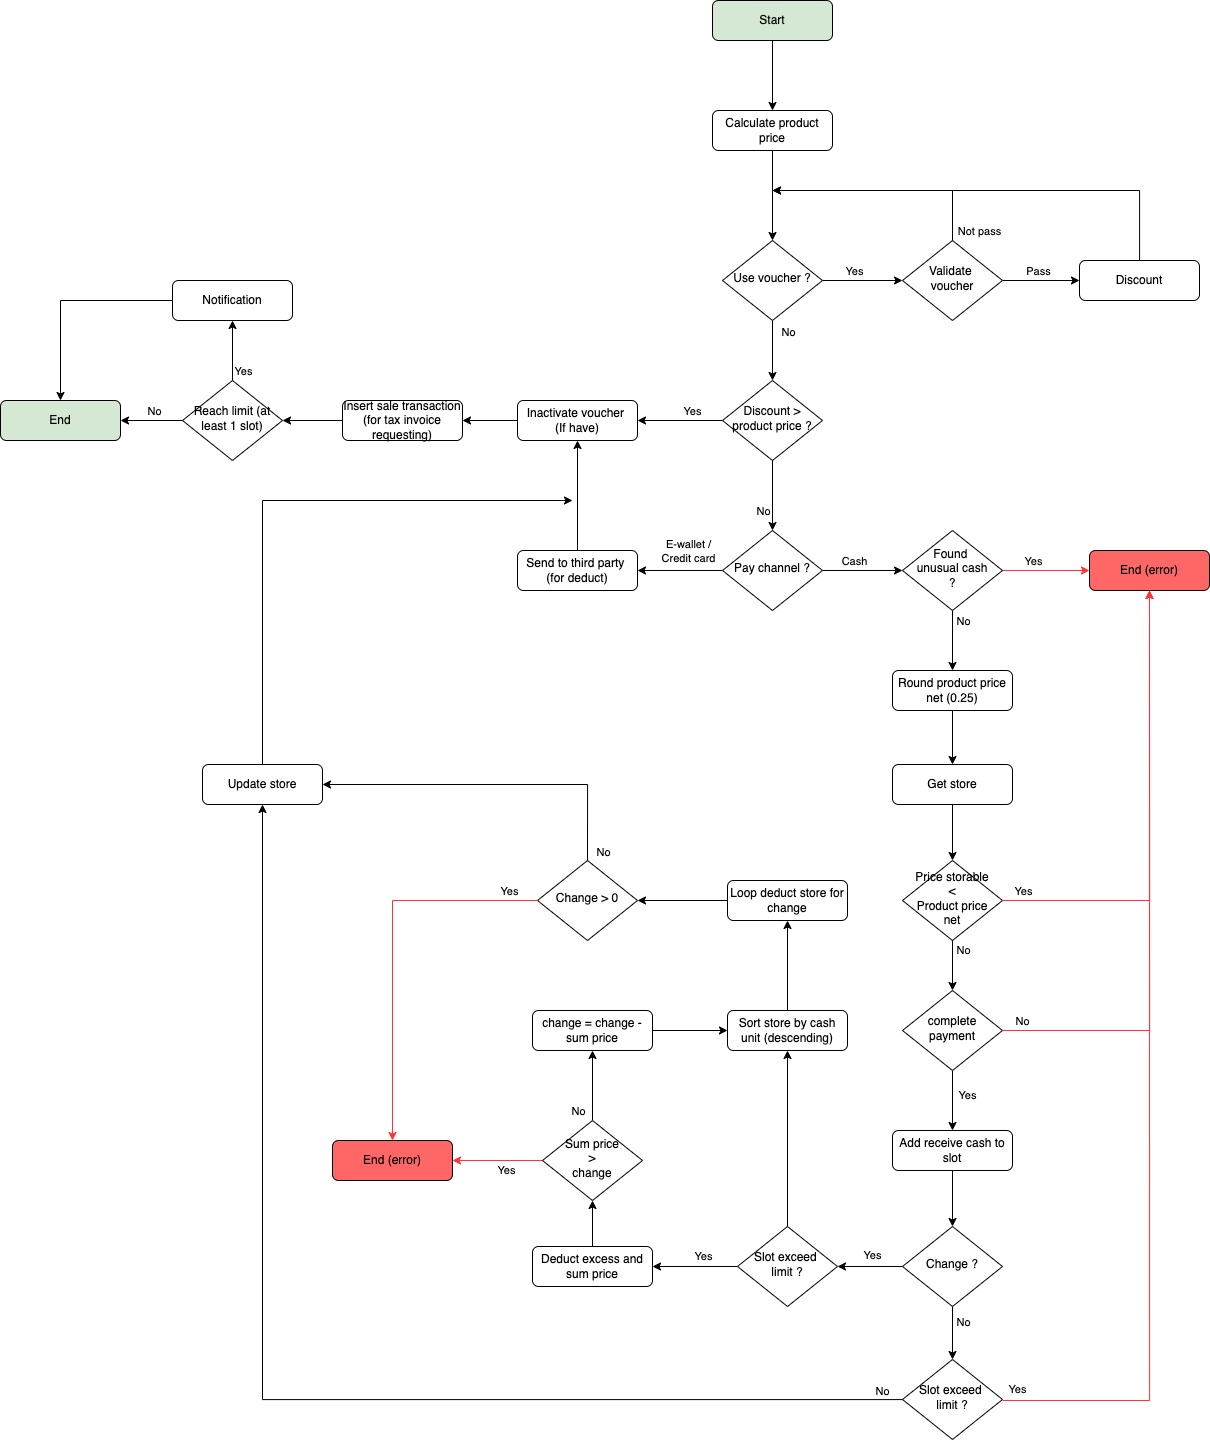 Start
Calculate product
price
Not pass
Use voucher ?
Yes
Validate
voucher
Pass
Discount
No
Notification
Yes
End
No
Reach limit (at
least 1 slot)
Insert sale transaction
(for tax invoice
requesting)
Inactivate voucher
(If have)
Yes
Discount >
product price ?
No
Send to third party
(for deduct)
E-wallet /
Credit card
Pay channel ?
Cash
Found
unusual cash
?
Yes
End (error)
No
Round product price
net (0.25)
Update store
Get store
No
Change > 0
Yes
Loop deduct store for
change
Price storable
<
Product price
net
Yes
No
change = change -
sum price
Sort store by cash
unit (descending)
complete
payment
No
Yes
No
End (error)
Yes
Sum price
>
change
Add receive cash to
slot
Deduct excess and
sum price
Yes
Slot exceed
limit ?
Yes
Change ?
No
No
Slot exceed
limit ?
Yes